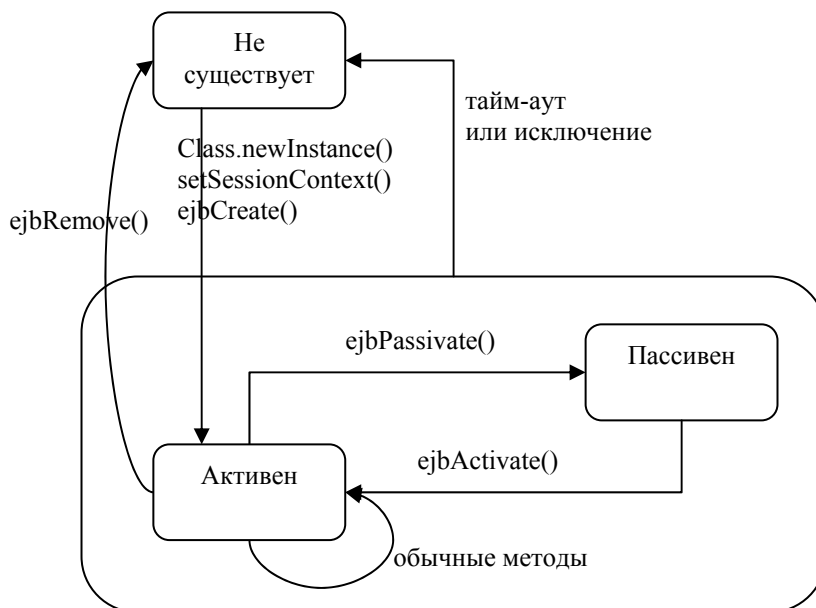 Не
существует
тайм-аут
или исключение
Class.newInstance()
setSessionContext()
ejbCreate()
ejbRemove()
ejbPassivate()
Пассивен
Активен
ejbActivate()
обычные методы